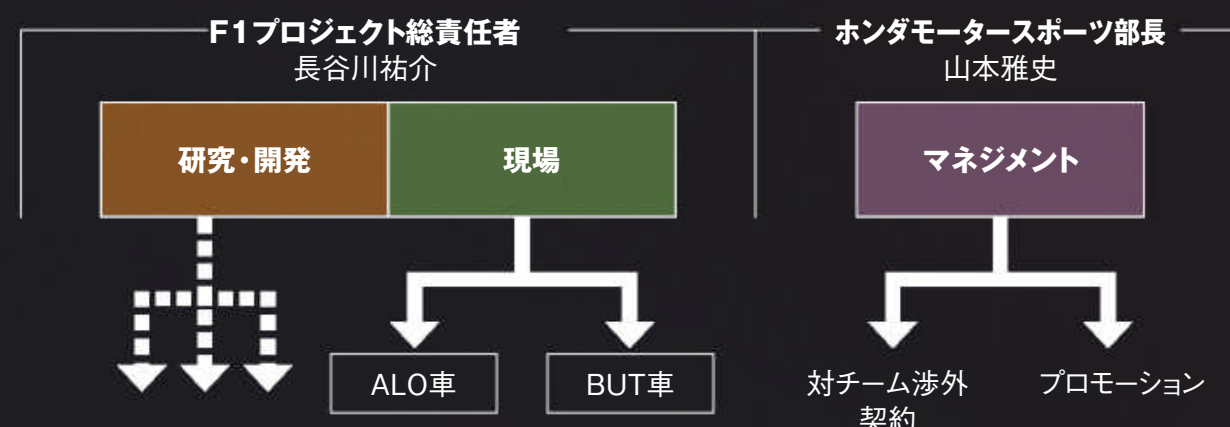 F1プロジェクト総責任者
長谷川祐介
ホンダモータースポーツ部長
山本雅史
研究・開発
現場
マネジメント
ALO車
BUT車
対チーム渉外
契約
プロモーション